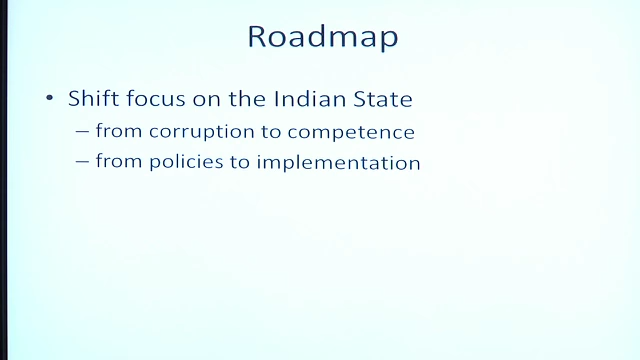 Roadmap
• Shift focus on the Indian State
– from corruption to competence
– from policies to implementation